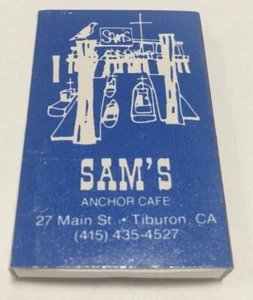 SAM'S
SAM'S
ANCHOR CAFE
27 Main St. • Tiburon, CA
(415) 435-4527